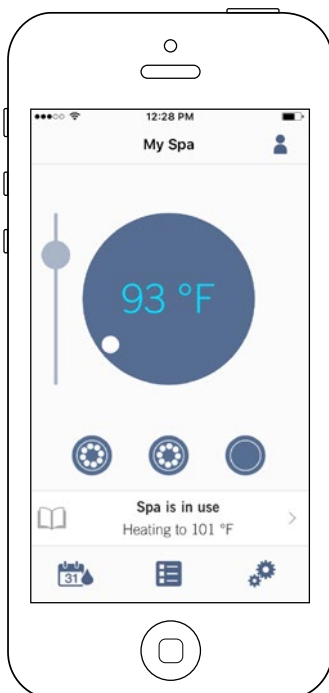 12:28 PM
My Spa
93 °F
Spa is in use
Heating to 101 °F
31